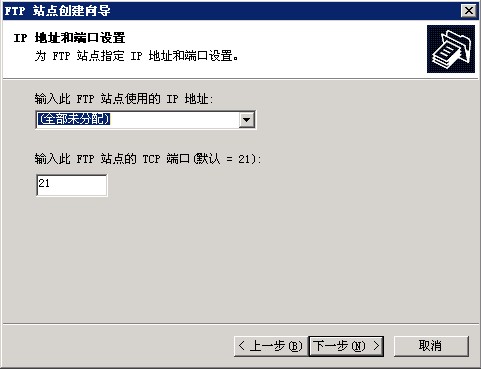 FTP 站点创建向导
IP 地址和端口设置
为 FTP 站点指定 IP 地址和端口设置。
输入此 FTP 站点使用的 IP 地址:
(全部未分配)
输入此 FTP 站点的 TCP 端口(默认 = 21):
21
< 上一步(B) 下一步(N) > 取消